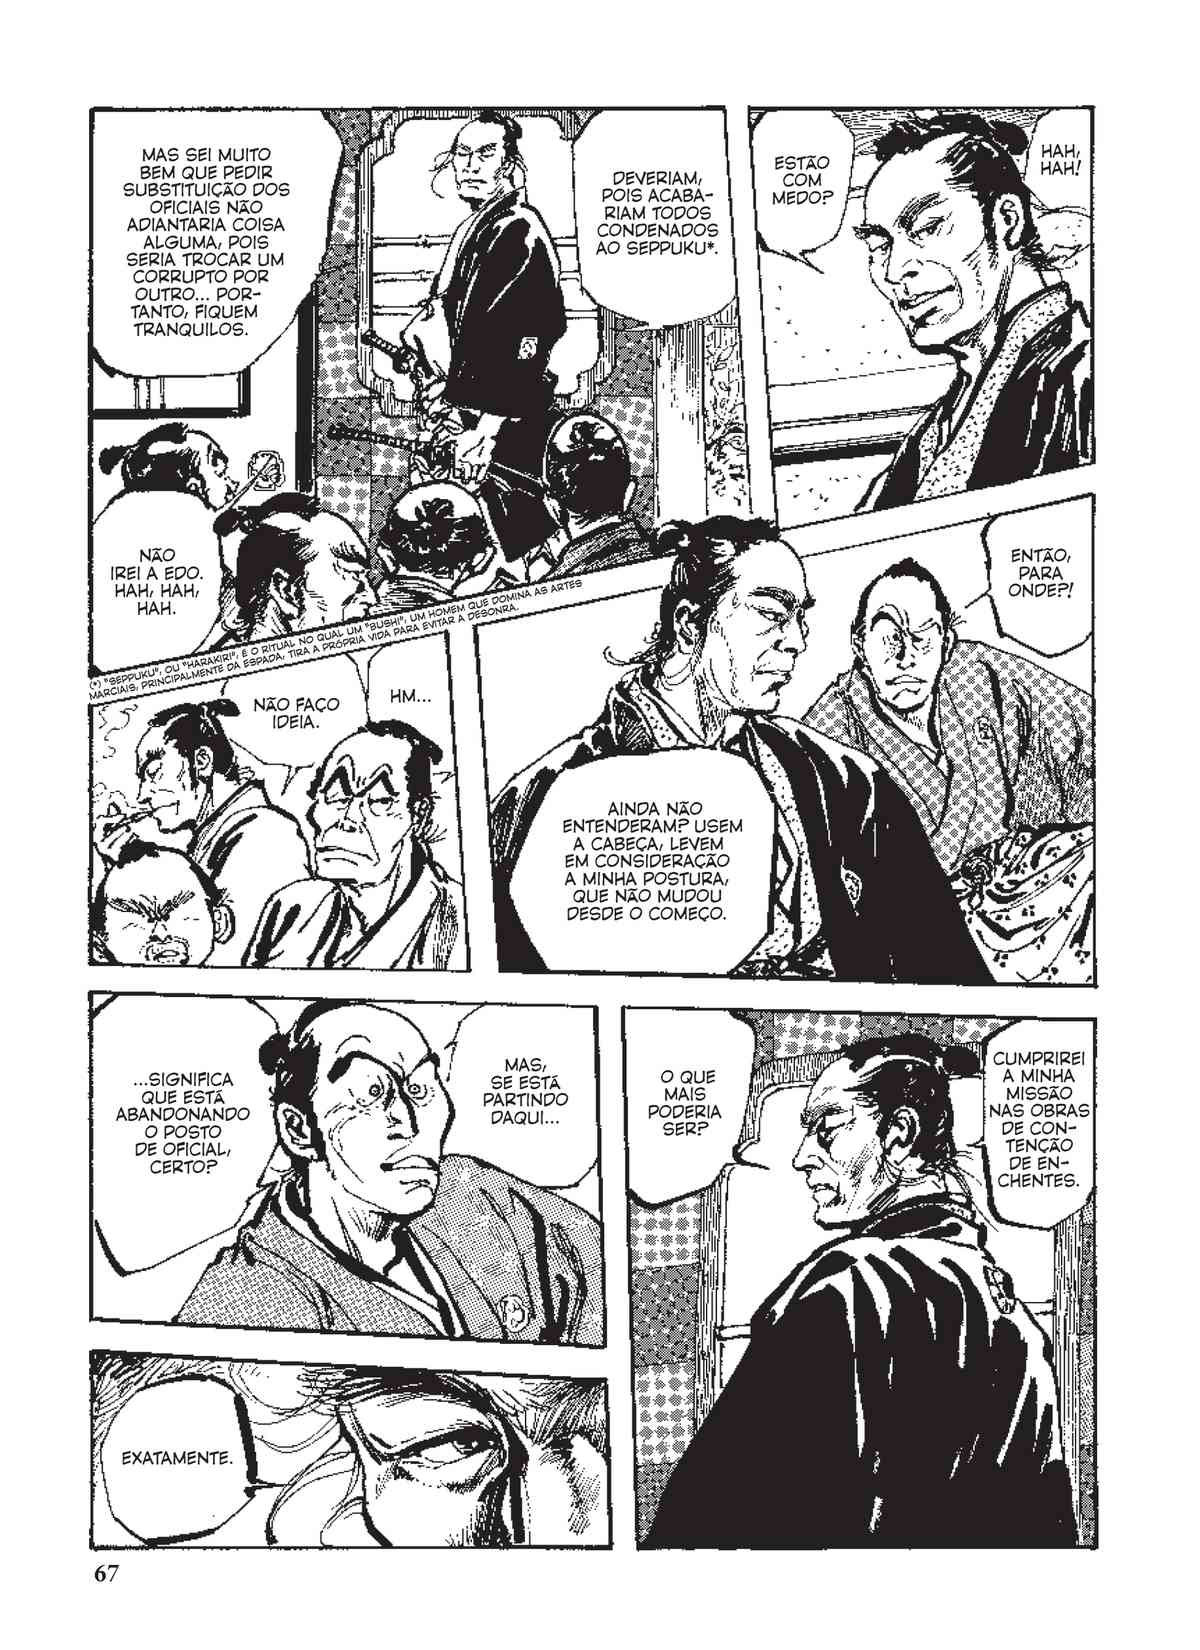 HAH,
HAH!
ESTÃO
COM
MEDO?
DEVERIAM,
POIS ACABA-
RIAM TODOS
CONDENADOS
AO SEPPUKU*.
MAS SEI MUITO
BEM QUE PEDIR
SUBSTITUIÇÃO DOS
OFICIAIS NÃO
ADIANTARIA COISA
ALGUMA, POIS
SERIA TROCAR UM
CORRUPTO POR
OUTRO... POR-
TANTO, FIQUEM
TRANQUILOS.
NÃO
IREI A EDO.
HAH, HAH,
HAH.
(*) "SEPPUKU", OU "HARAKIRI", É O RITUAL NO QUAL UM "BUSHI", UM HOMEM QUE DOMINA AS ARTES
MARCIAIS, PRINCIPALMENTE DA ESPADA, TIRA A PRÓPRIA VIDA PARA EVITAR A DESONRA.
ENTÃO,
PARA
ONDE?!
AINDA NÃO
ENTENDERAM? USEM
A CABEÇA, LEVEM
EM CONSIDERAÇÃO
A MINHA POSTURA,
QUE NÃO MUDOU
DESDE O COMEÇO.
HM...
NÃO FAÇO
IDEIA.
CUMPRIREI
A MINHA
MISSÃO
NAS OBRAS
DE CON-
TENÇÃO
DE EN-
CHENTES.
O QUE
MAIS
PODERIA
SER?
MAS,
SE ESTÁ
PARTINDO
DAQUI...
...SIGNIFICA
QUE ESTÁ
ABANDONANDO
O POSTO
DE OFICIAL,
CERTO?
EXATAMENTE.
67